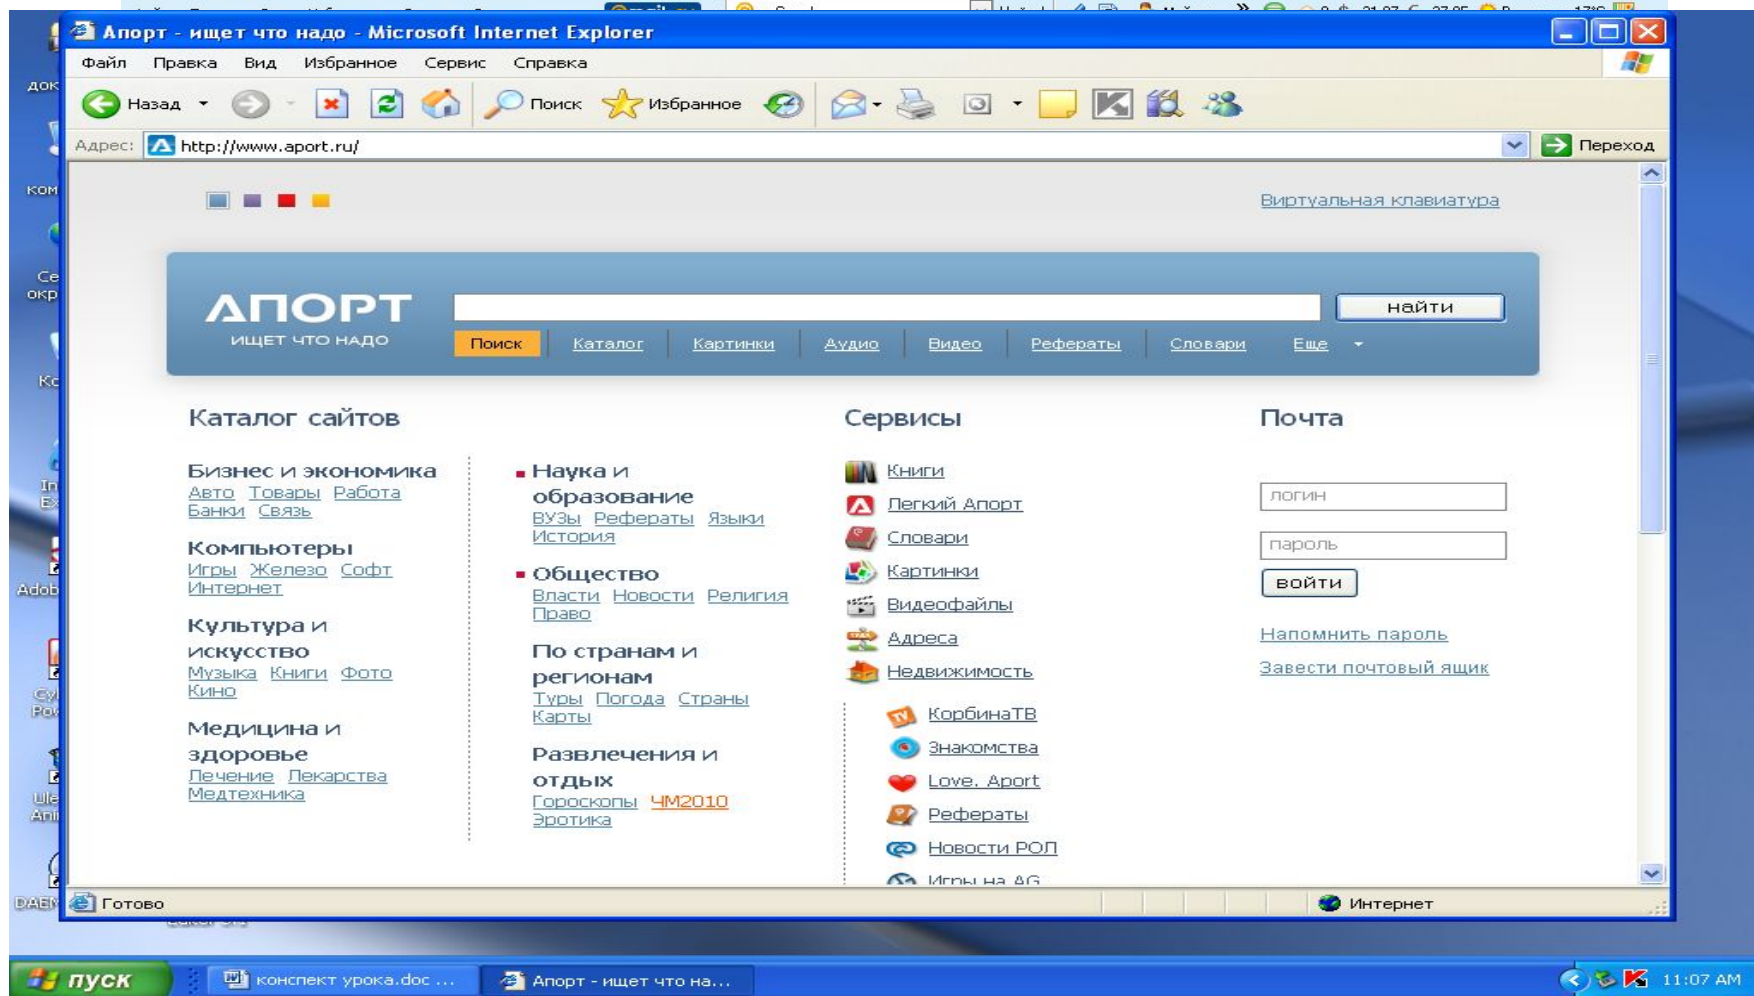 Апорт - ищет что надо - Microsoft Internet Explorer
Файл Правка Вид Избранное Сервис Справка
Назад Поиск Избранное
Адрес: http://www.aport.ru/ Переход
Виртуальная клавиатура
АПОРТ
ИЩЕТ ЧТО НАДО
найти
Поиск Каталог Картинки Аудио Видео Рефераты Словари Еще
Каталог сайтов
Бизнес и экономика
Авто Товары Работа
Банки Связь
Компьютеры
Игры Железо Софт
Интернет
Культура и
искусство
Музыка Книги Фото
Кино
Медицина и
здоровье
Лечение Лекарства
Медтехника
Наука и
образование
ВУЗы Рефераты Языки
История
Общество
Власти Новости Религия
Право
По странам и
регионам
Туры Погода Страны
Карты
Развлечения и
отдых
Гороскопы ЧМ2010
Эротика
Сервисы
Книги
Легкий Апорт
Словари
Картинки
Видеофайлы
Адреса
Недвижимость
КорбинаТВ
Знакомства
Love. Aport
Рефераты
Новости РОЛ
Игры на AG
Почта
логин
пароль
войти
Напомнить пароль
Завести почтовый ящик
Готово Интернет
пуск конспект урока.doc ... Апорт - ищет что на... 11:07 AM